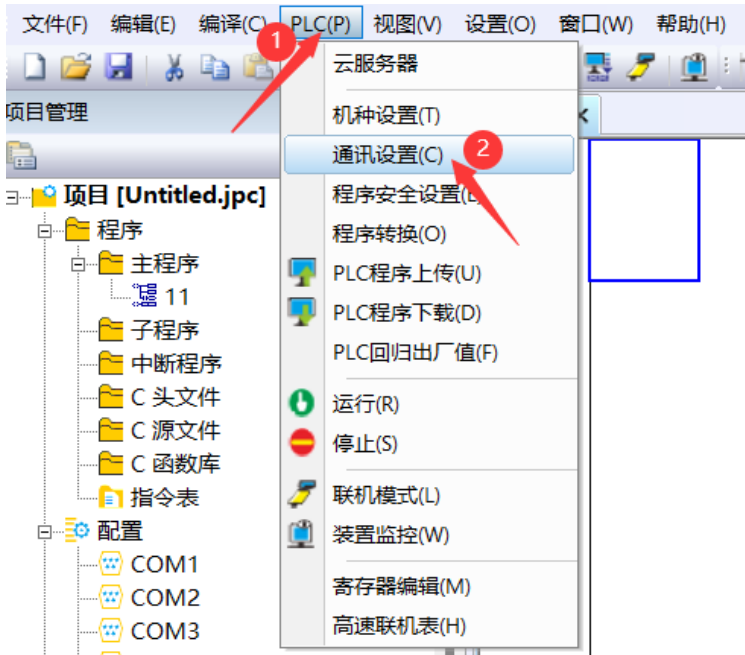 文件(F) 编辑(E) 编译(C) PLC(P) 视图(V) 设置(O) 窗口(W) 帮助(H)
1
云服务器
项目管理
机种设置(T)
通讯设置(C) 2
项目 [Untitled.jpc]
程序安全设置(
程序
程序转换(O)
主程序
PLC程序上传(U)
11
PLC程序下载(D)
子程序
PLC回归出厂值(F)
中断程序
C 头文件
运行(R)
C 源文件
停止(S)
C 函数库
指令表
联机模式(L)
配置
装置监控(W)
COM1
寄存器编辑(M)
COM2
高速联机表(H)
COM3